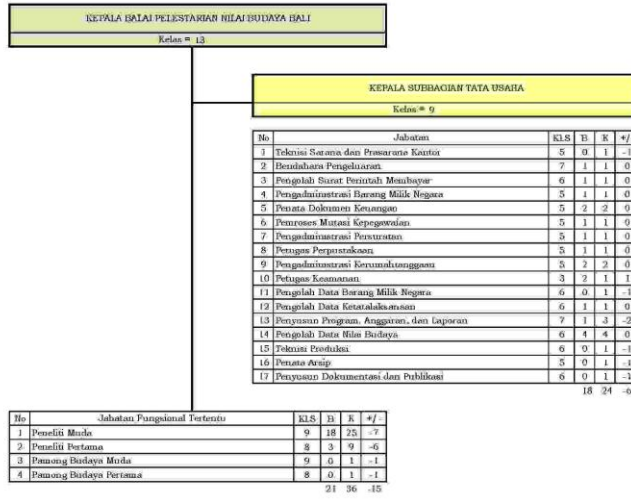 KEPALA BALAI PELESTARIAN NILAI BUDAYA BALI
Kelas = 13
KEPALA SUBBAGIAN TATA USAHA
Kelas = 9
No Jabatan KLS B K +/-
1 Teknisi Sarana dan Prasarana Kantor 5 0 1 -1
2 Bendahara Pengeluaran 7 1 1 0
3 Pengolah Surat Perintah Membayar 6 1 1 0
4 Pengadministrasi Barang Milik Negara 5 1 1 0
5 Penata Dokumen Keuangan 5 2 2 0
6 Pemroses Mutasi Kepegawaian 5 1 1 0
7 Pengadministrasi Persuratan 5 1 1 0
8 Petugas Perpustakaan 5 1 1 0
9 Pengadministrasi Kerumahtanggaan 5 2 2 0
10 Petugas Keamanan 3 2 1 1
11 Pengolah Data Barang Milik Negara 6 0 1 -1
12 Pengolah Data Ketatalaksanaan 6 1 1 0
13 Penyusun Program, Anggaran, dan Laporan 7 1 3 -2
14 Pengolah Data Nilai Budaya 6 4 4 0
15 Teknisi Produksi 6 0 1 -1
16 Penata Arsip 5 0 1 -1
17 Penyusun Dokumentasi dan Publikasi 6 0 1 -1
18 24 -6
No Jabatan Fungsional Tertentu KLS B K +/-
1 Peneliti Muda 9 18 25 -7
2 Peneliti Pertama 8 3 9 -6
3 Pamong Budaya Muda 9 0 1 -1
4 Pamong Budaya Pertama 8 0 1 -1
21 36 -15